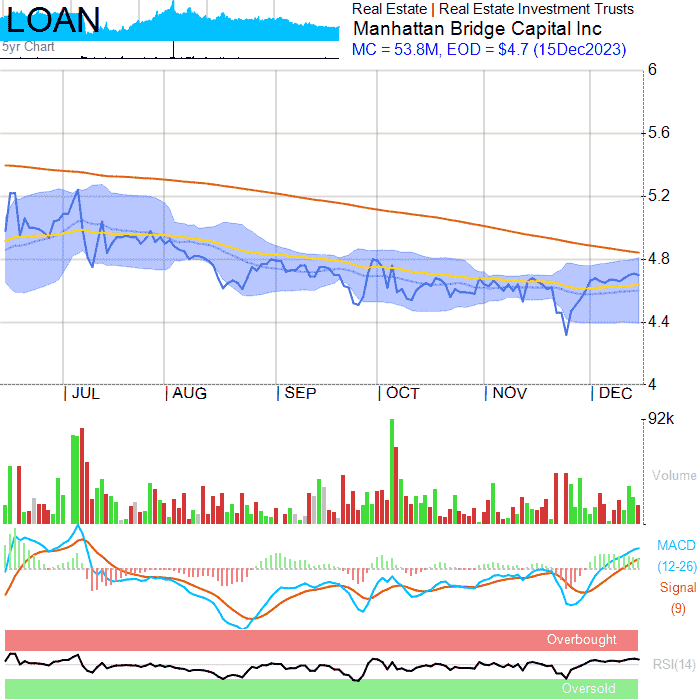 LOAN
5yr Chart
Real Estate | Real Estate Investment Trusts
Manhattan Bridge Capital Inc
MC = 53.8M, EOD = $4.7 (15Dec2023)
6
5.6
5.2
4.8
4.4
4
JUL AUG SEP OCT NOV DEC
92k
Volume
MACD
(12-26)
Signal
(9)
Overbought
RSI(14)
Oversold